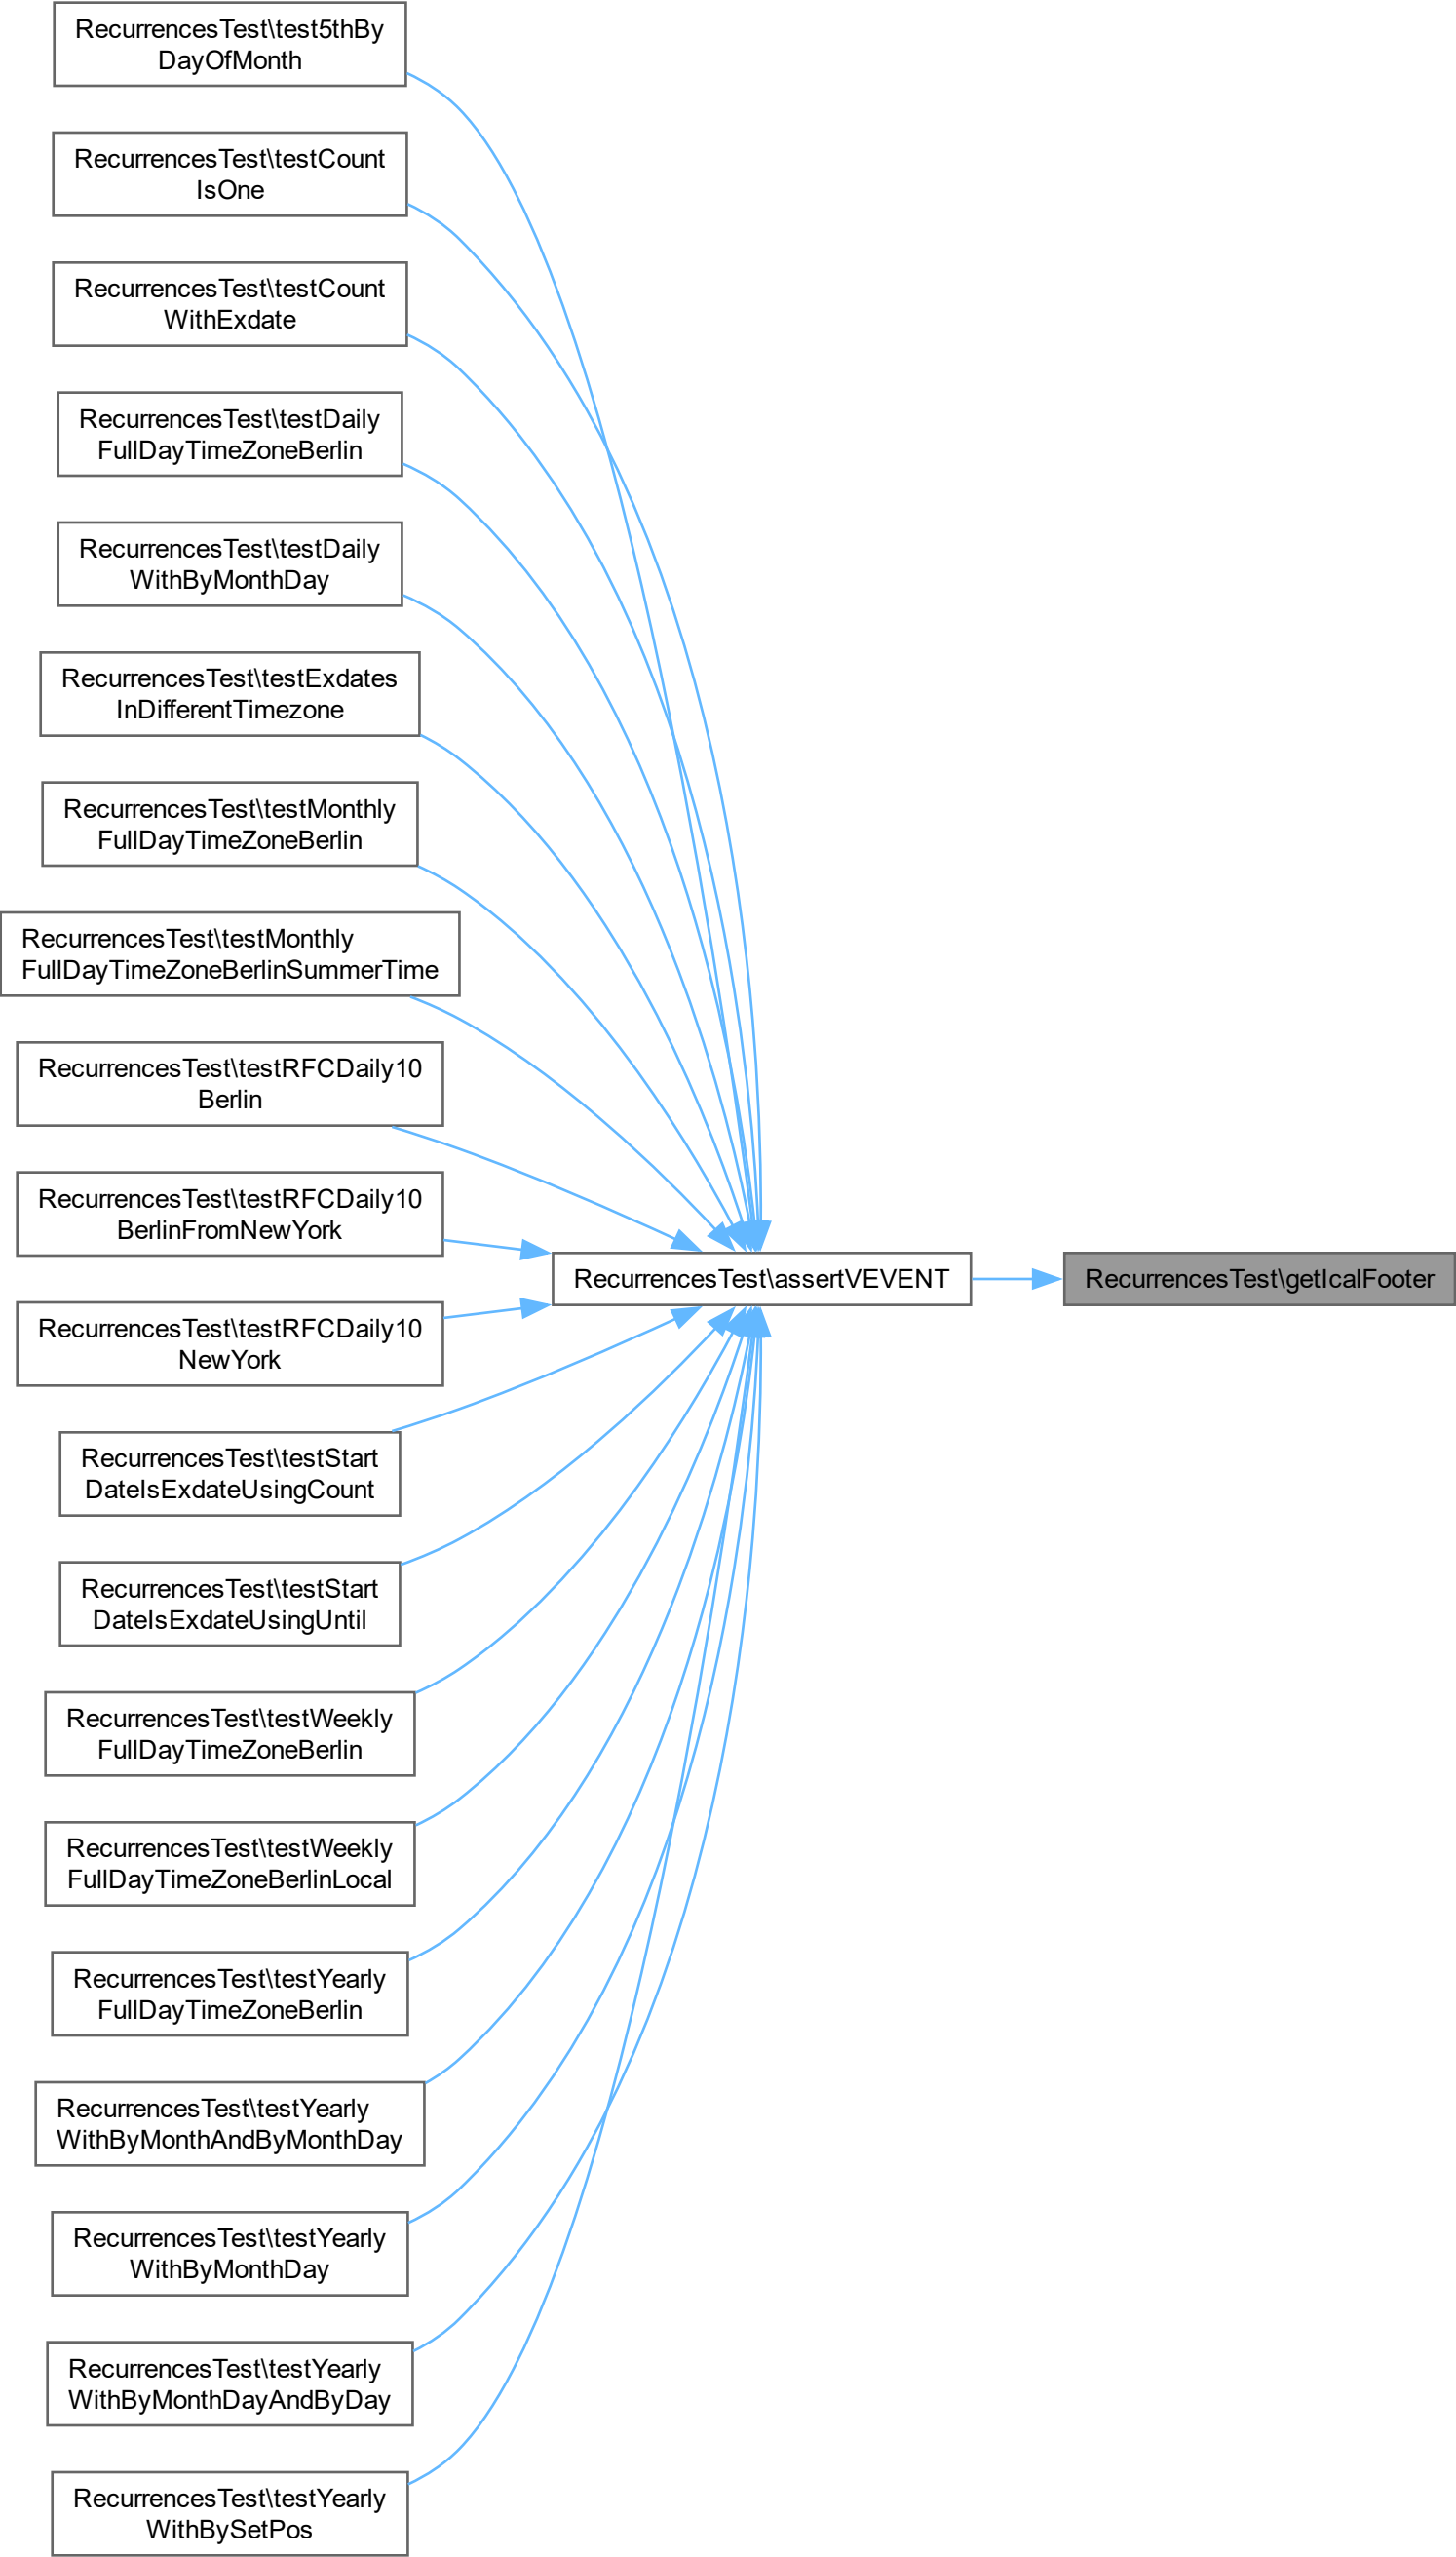 RecurrencesTest\test5thBy
DayOfMonth
RecurrencesTest\testCount
IsOne
RecurrencesTest\testCount
WithExdate
RecurrencesTest\testDaily
FullDayTimeZoneBerlin
RecurrencesTest\testDaily
WithByMonthDay
RecurrencesTest\testExdates
InDifferentTimezone
RecurrencesTest\testMonthly
FullDayTimeZoneBerlin
RecurrencesTest\testMonthly
FullDayTimeZoneBerlinSummerTime
RecurrencesTest\testRFCDaily10
Berlin
RecurrencesTest\testRFCDaily10
BerlinFromNewYork
RecurrencesTest\assertVEVENT
RecurrencesTest\getIcalFooter
RecurrencesTest\testRFCDaily10
NewYork
RecurrencesTest\testStart
DateIsExdateUsingCount
RecurrencesTest\testStart
DateIsExdateUsingUntil
RecurrencesTest\testWeekly
FullDayTimeZoneBerlin
RecurrencesTest\testWeekly
FullDayTimeZoneBerlinLocal
RecurrencesTest\testYearly
FullDayTimeZoneBerlin
RecurrencesTest\testYearly
WithByMonthAndByMonthDay
RecurrencesTest\testYearly
WithByMonthDay
RecurrencesTest\testYearly
WithByMonthDayAndByDay
RecurrencesTest\testYearly
WithBySetPos